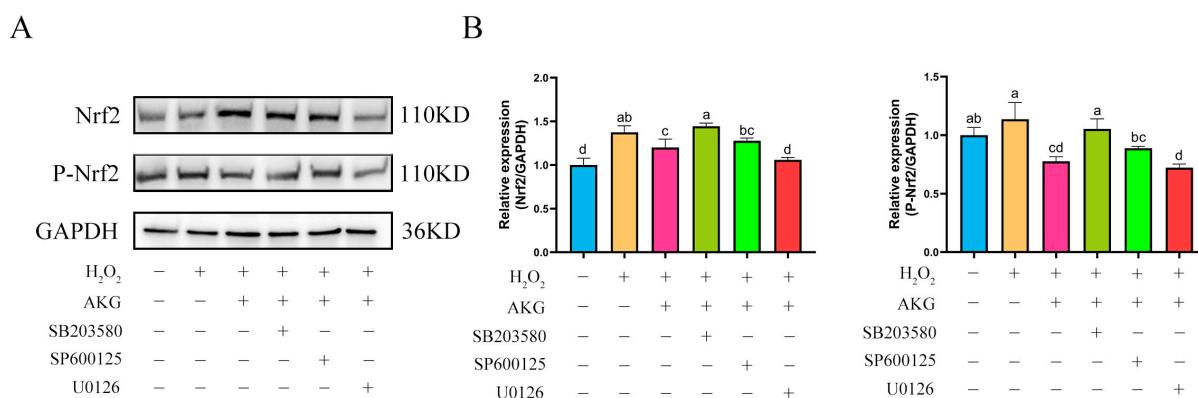 A
Nrf2
110KD
P-Nrf2
110KD
GAPDH
36KD
H₂O₂ − + + + + +
AKG − − + + + +
SB203580 − − − + − −
SP600125 − − − − + −
U0126 − − − − − +
B
Relative expression
(Nrf2/GAPDH)
2.0
1.5
1.0
0.5
0.0
d ab c a bc d
H₂O₂ − + + + + +
AKG − − + + + +
SB203580 − − − + − −
SP600125 − − − − + −
U0126 − − − − − +
Relative expression
(P-Nrf2/GAPDH)
1.5
1.0
0.5
0.0
ab a cd a bc d
H₂O₂ − + + + + +
AKG − − + + + +
SB203580 − − − + − −
SP600125 − − − − + −
U0126 − − − − − +